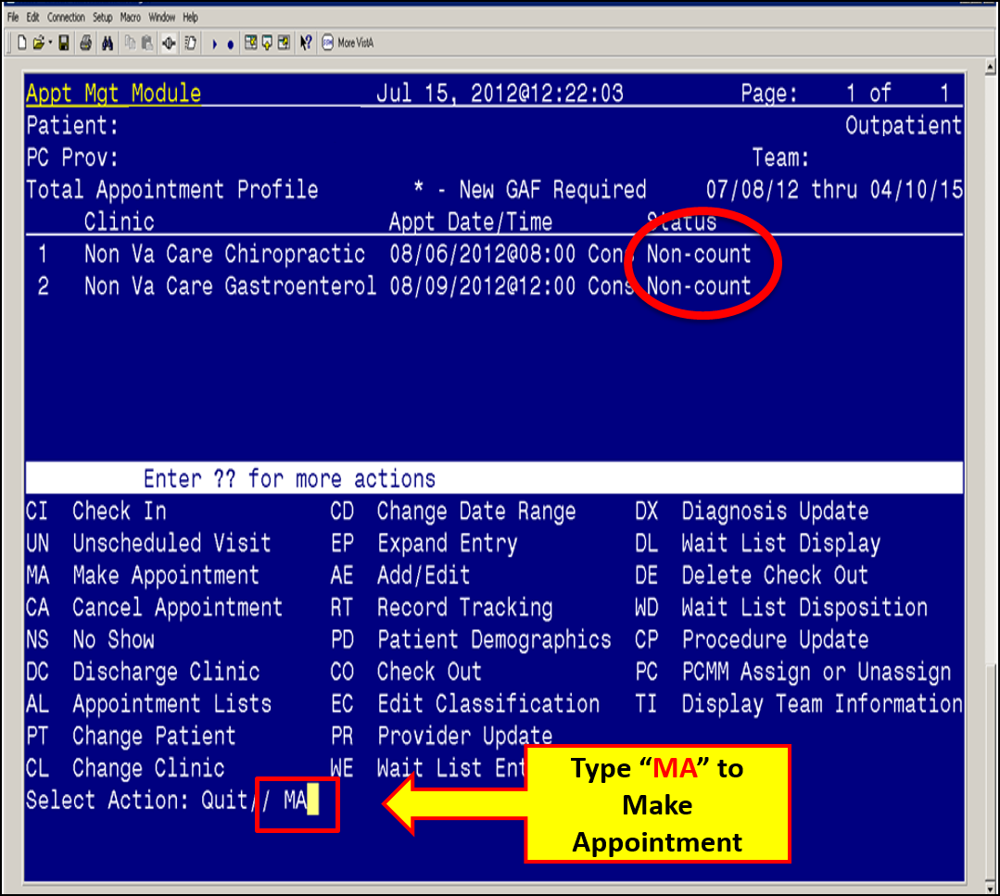 File Edit Connection Setup Macro Window Help
More VistA
Appt Mgt Module Jul 15, 2012@12:22:03 Page: 1 of 1
Patient: Outpatient
PC Prov: Team:
Total Appointment Profile * - New GAF Required 07/08/12 thru 04/10/15
Clinic Appt Date/Time Status
1 Non Va Care Chiropractic 08/06/2012@08:00 Cons Non-count
2 Non Va Care Gastroenterol 08/09/2012@12:00 Cons Non-count
Enter ?? for more actions
CI Check In CD Change Date Range DX Diagnosis Update
UN Unscheduled Visit EP Expand Entry DL Wait List Display
MA Make Appointment AE Add/Edit DE Delete Check Out
CA Cancel Appointment RT Record Tracking WD Wait List Disposition
NS No Show PD Patient Demographics CP Procedure Update
DC Discharge Clinic CO Check Out PC PCMM Assign or Unassign
AL Appointment Lists EC Edit Classification TI Display Team Information
PT Change Patient PR Provider Update
CL Change Clinic WE Wait List Ent
Select Action: Quit// MA
Type “MA” to
Make
Appointment